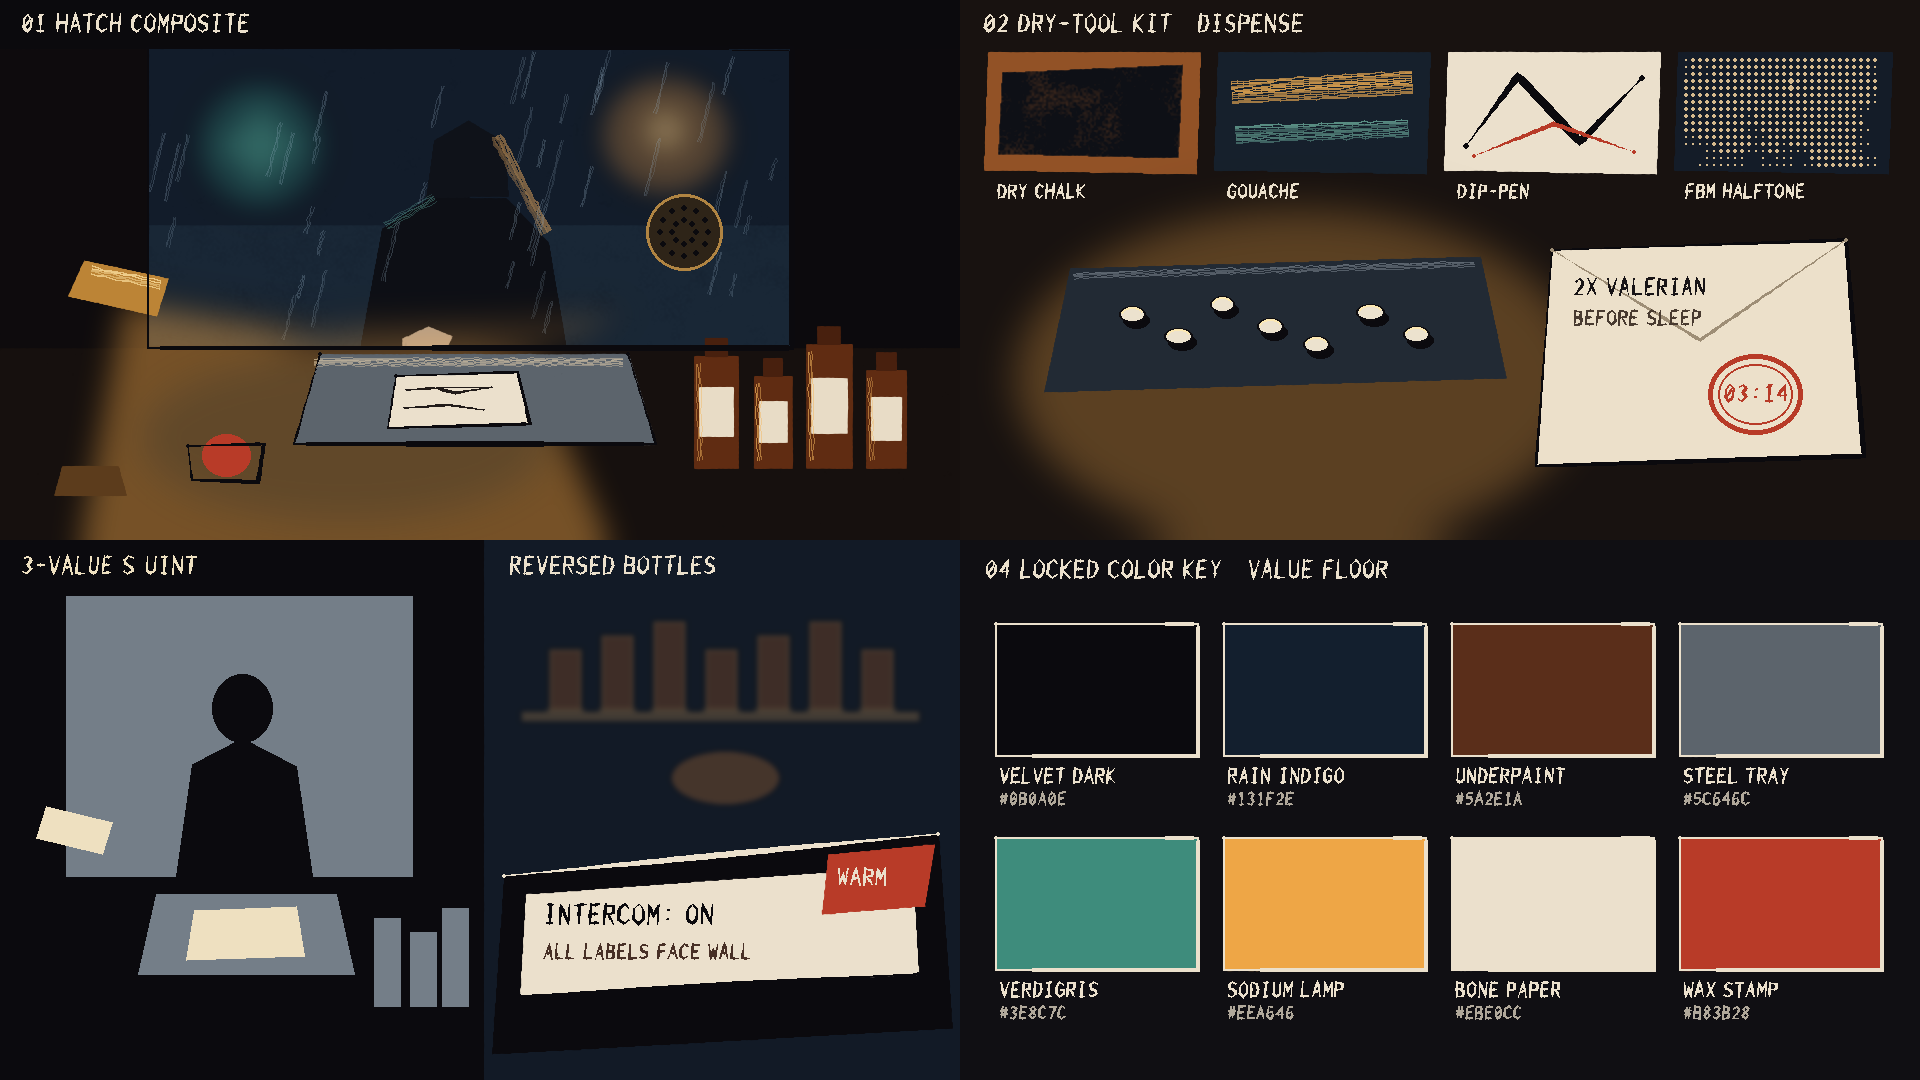 01 HATCH COMPOSITE
02 DRY-TOOL KIT DISPENSE
DRY CHALK
GOUACHE
DIP-PEN
FBM HALFTONE
2X VALERIAN
BEFORE SLEEP
03:14
3-VALUE S UINT
REVERSED BOTTLES
INTERCOM: ON
ALL LABELS FACE WALL
WARM
04 LOCKED COLOR KEY VALUE FLOOR
VELVET DARK
#0B0A0E
RAIN INDIGO
#131F2E
UNDERPAINT
#5A2E1A
STEEL TRAY
#5C646C
VERDIGRIS
#3E8C7C
SODIUM LAMP
#EEA646
BONE PAPER
#EBE0CC
WAX STAMP
#B83B28